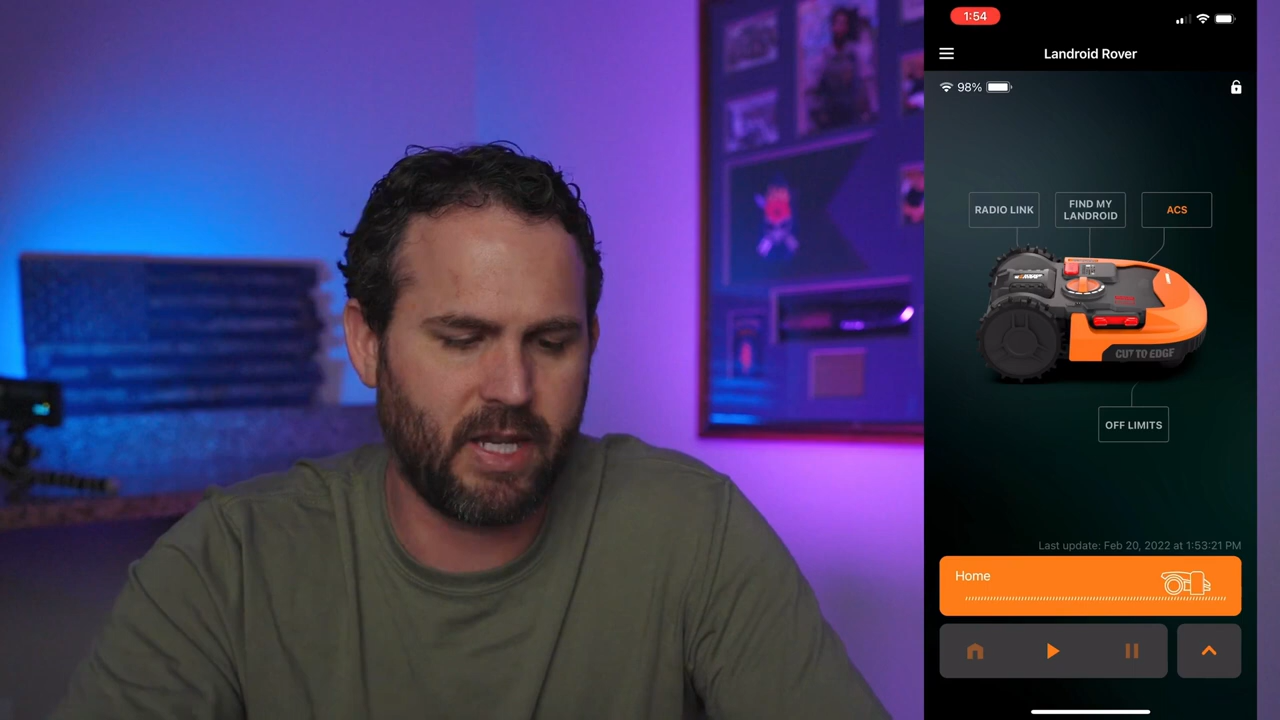 1:54
Landroid Rover
98%
RADIO LINK
FIND MY
LANDROID
ACS
CUT TO EDGE
OFF LIMITS
Last update: Feb 20, 2022 at 1:53:21 PM
Home